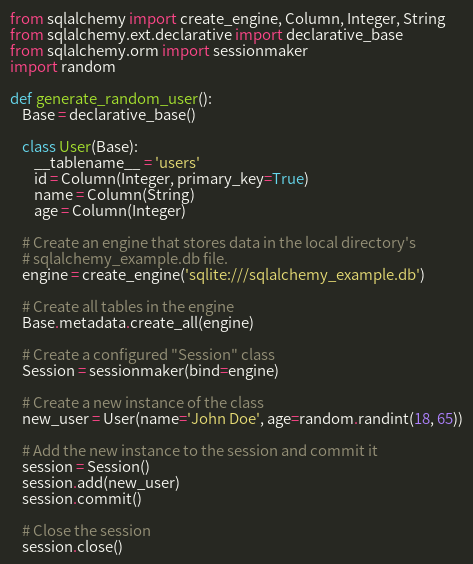 from sqlalchemy import create_engine, Column, Integer, String
from sqlalchemy.ext.declarative import declarative_base
from sqlalchemy.orm import sessionmaker
import random

def generate_random_user():
    Base = declarative_base()

    class User(Base):
        __tablename__ = 'users'
        id = Column(Integer, primary_key=True)
        name = Column(String)
        age = Column(Integer)

    # Create an engine that stores data in the local directory's
    # sqlalchemy_example.db file.
    engine = create_engine('sqlite:///sqlalchemy_example.db')

    # Create all tables in the engine
    Base.metadata.create_all(engine)

    # Create a configured "Session" class
    Session = sessionmaker(bind=engine)

    # Create a new instance of the class
    new_user = User(name='John Doe', age=random.randint(18, 65))

    # Add the new instance to the session and commit it
    session = Session()
    session.add(new_user)
    session.commit()

    # Close the session
    session.close()